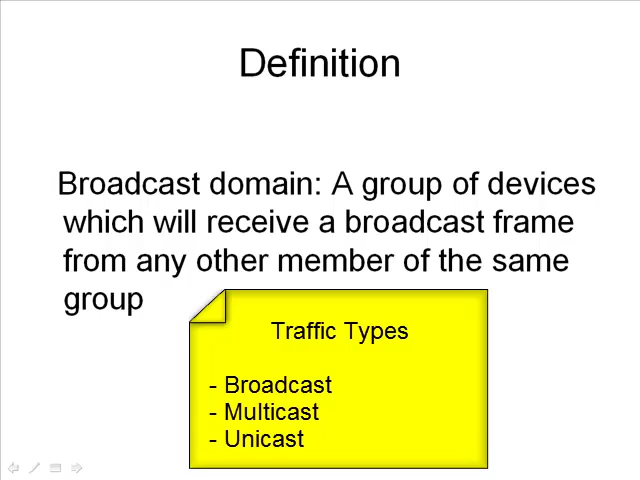 Definition
Broadcast domain: A group of devices
which will receive a broadcast frame
from any other member of the same
group
Traffic Types
- Broadcast
- Multicast
- Unicast